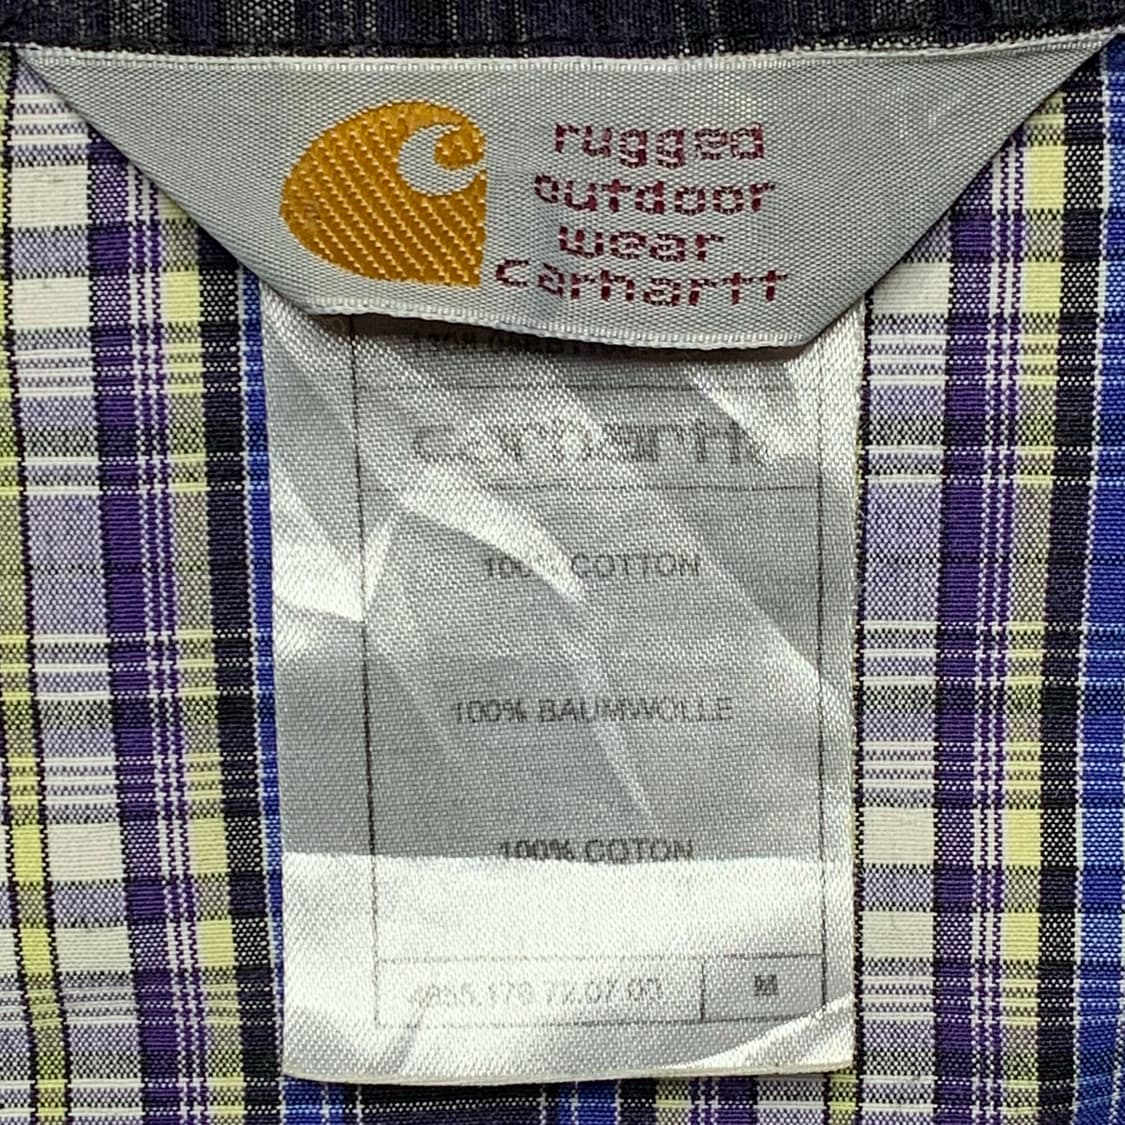 rugged
outdoor
wear
carhartt
carhartt
100% COTTON
100% BAUMWOLLE
100% COTON
M